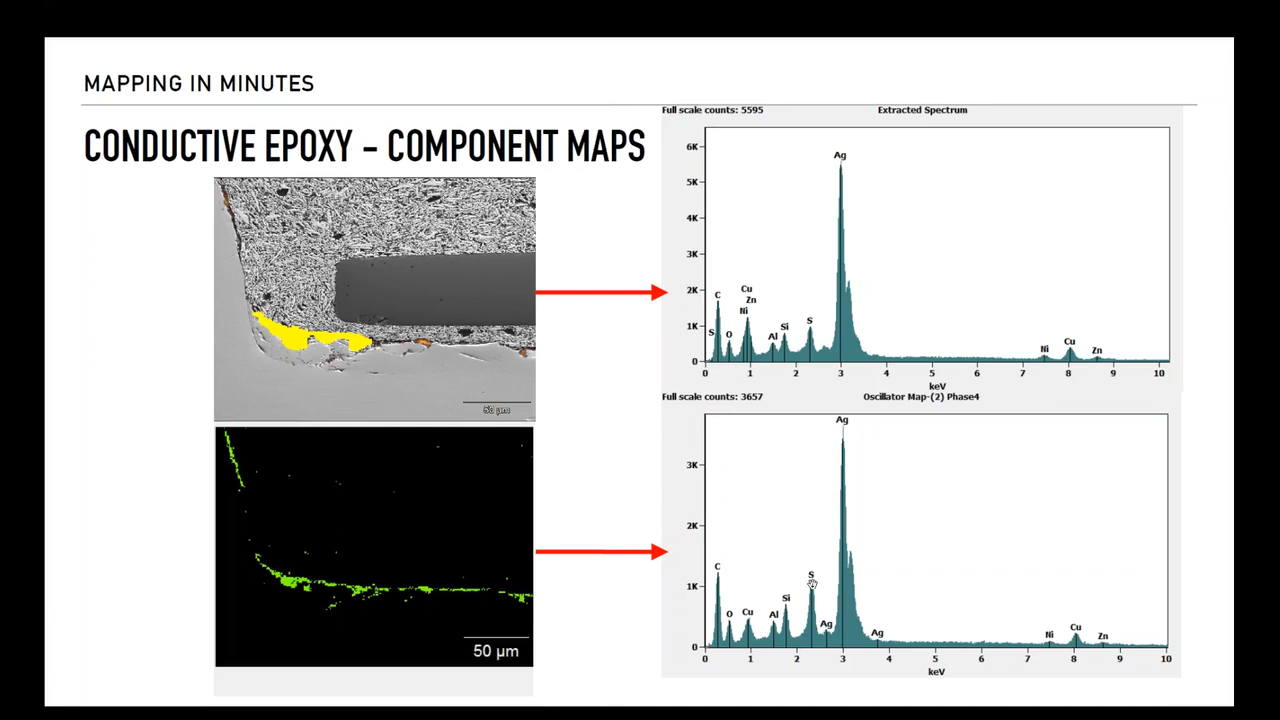 MAPPING IN MINUTES
CONDUCTIVE EPOXY – COMPONENT MAPS
50 µm
50 µm
Full scale counts: 5595
Extracted Spectrum
6K
5K
4K
3K
2K
1K
0
S
C
O
Ni
Cu
Zn
Al
Si
S
Ag
Ni
Cu
Zn
0 1 2 3 4 5 6 7 8 9 10
keV
Full scale counts: 3657
Oscillator Map-(2) Phase4
3K
2K
1K
0
C
O
Cu
Al
Si
S
Ag
Ag
Ag
Ni
Cu
Zn
0 1 2 3 4 5 6 7 8 9 10
keV